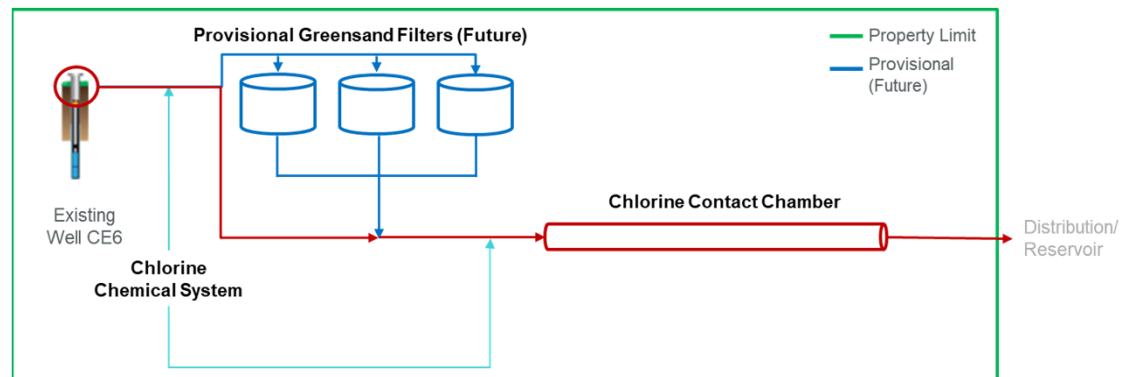 Provisional Greensand Filters (Future)
Property Limit
Provisional
(Future)
Existing
Well CE6
Chlorine Contact Chamber
Distribution/
Reservoir
Chlorine
Chemical System